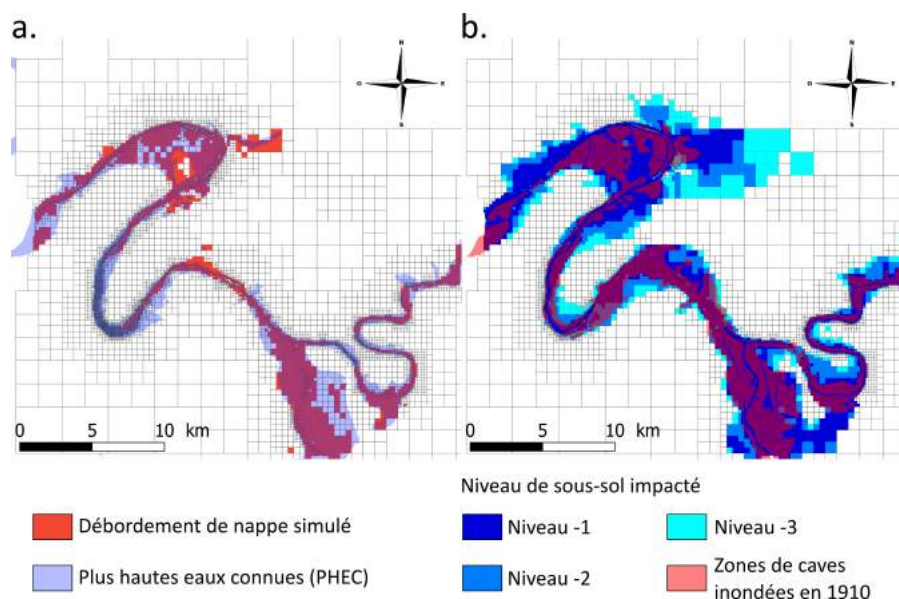 a.
b.
N
O
E
S
N
O
E
S
0 5 10 km
0 5 10 km
Débordement de nappe simulé
Plus hautes eaux connues (PHEC)
Niveau de sous-sol impacté
Niveau -1
Niveau -2
Niveau -3
Zones de caves
inondées en 1910